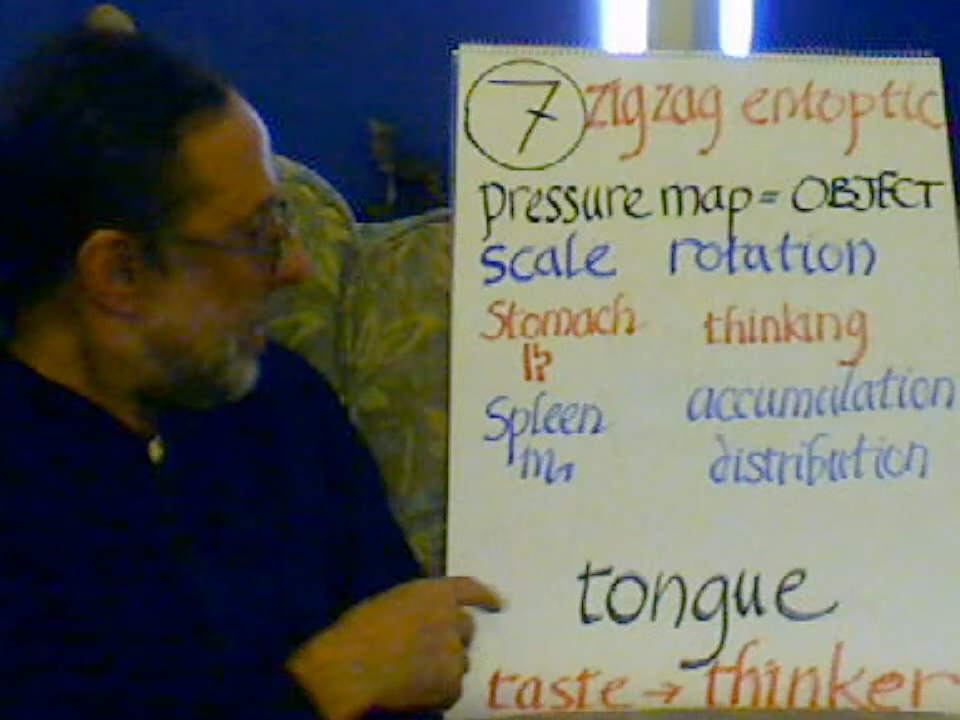 7 zigzag entoptic
pressure map = OBJECT
scale rotation
Stomach thinking
Spleen accumulation
distribution
tongue
taste → thinker